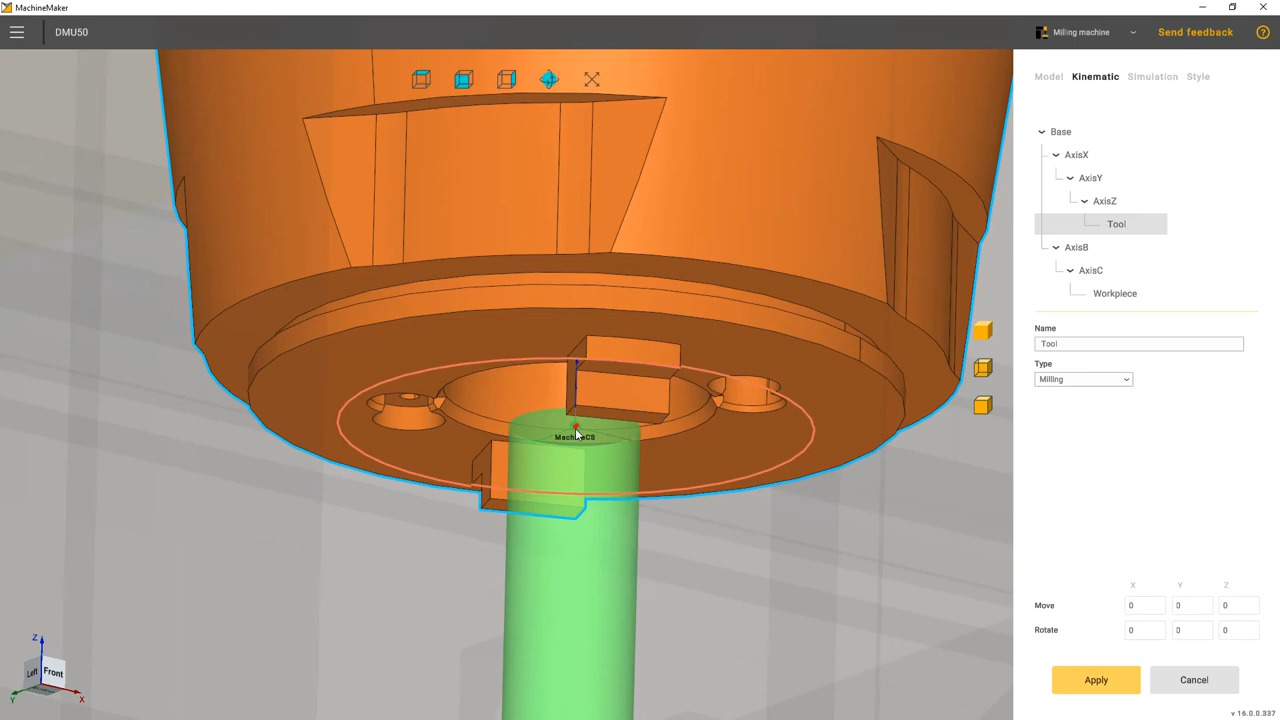 MachineMaker
DMU50
Milling machine
Send feedback
?
Model Kinematic Simulation Style
Base
AxisX
AxisY
AxisZ
Tool
AxisB
AxisC
Workpiece
Name
Tool
Type
Milling
X Y Z
Move 0 0 0
Rotate 0 0 0
Apply Cancel
v 16.0.0.337
Z
Left Front
Y X